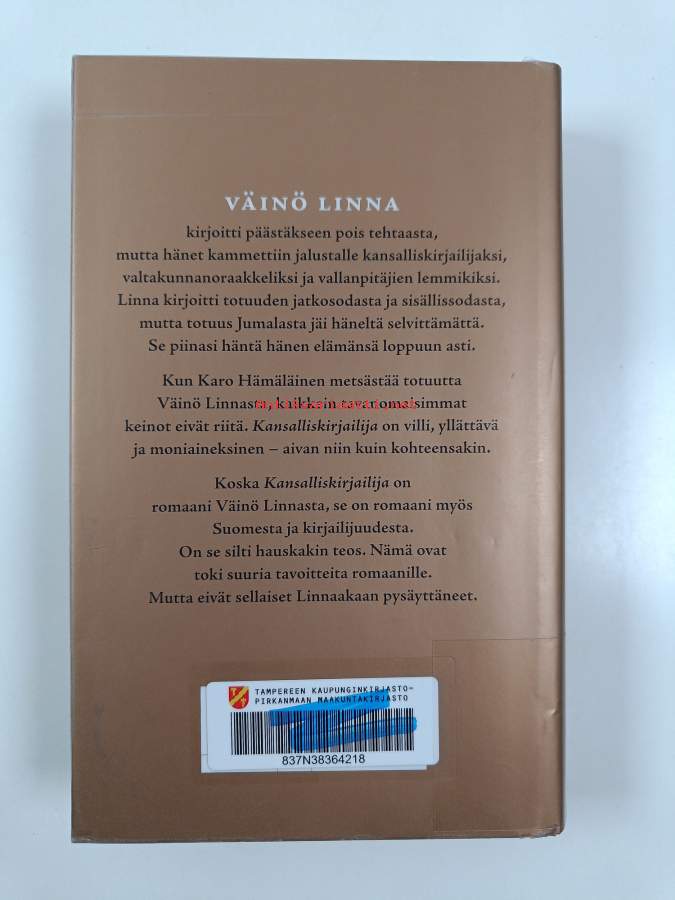 VÄINÖ LINNA
kirjoitti päästäkseen pois tehtaasta,
mutta hänet kammettiin jalustalle kansalliskirjailijaksi,
valtakunnanoraakkeliksi ja vallanpitäjien lemmikiksi.
Linna kirjoitti totuuden jatkosodasta ja sisällissodasta,
mutta totuus Jumalasta jäi häneltä selvittämättä.
Se piinasi häntä hänen elämänsä loppuun asti.
Kun Karo Hämäläinen metsästää totuutta
Väinö Linnasta, kaikkein tavanomaisimmat
keinot eivät riitä. Kansalliskirjailija on villi, yllättävä
ja moniaineksinen – aivan niin kuin kohteensakin.
Koska Kansalliskirjailija on
romaani Väinö Linnasta, se on romaani myös
Suomesta ja kirjailijuudesta.
On se silti hauskakin teos. Nämä ovat
toki suuria tavoitteita romaanille.
Mutta eivät sellaiset Linnaakaan pysäyttäneet.
TAMPEREEN KAUPUNGINKIRJASTO-
PIRKANMAAN MAAKUNTAKIRJASTO
837N38364218